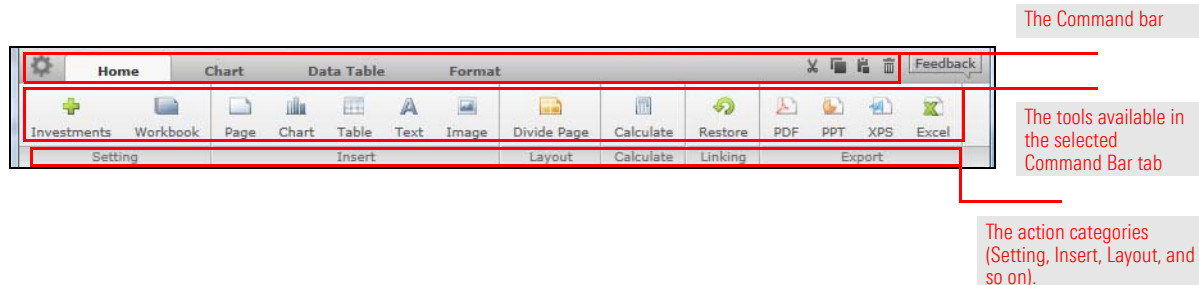 The Command bar
Home Chart Data Table Format Feedback
Investments Workbook Page Chart Table Text Image Divide Page Calculate Restore PDF PPT XPS Excel
Setting Insert Layout Calculate Linking Export
The tools available in
the selected
Command Bar tab
The action categories
(Setting, Insert, Layout, and
so on).